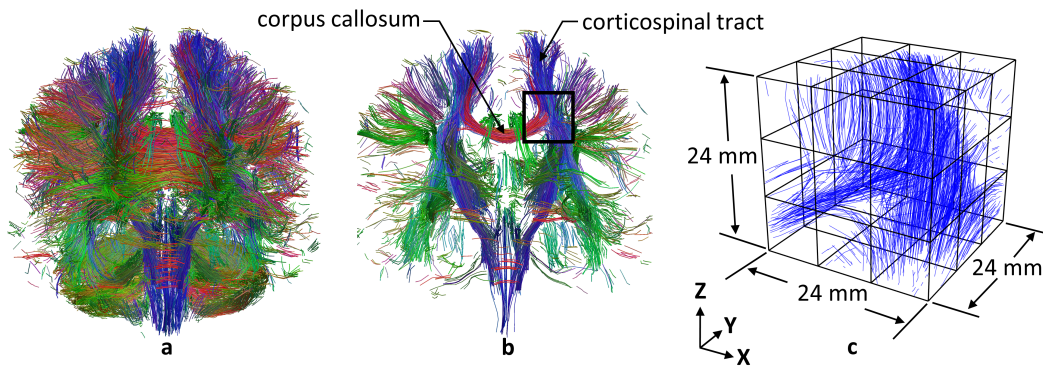 corpus callosum
corticospinal tract
24 mm
24 mm
24 mm
Z
Y
X
a
b
c